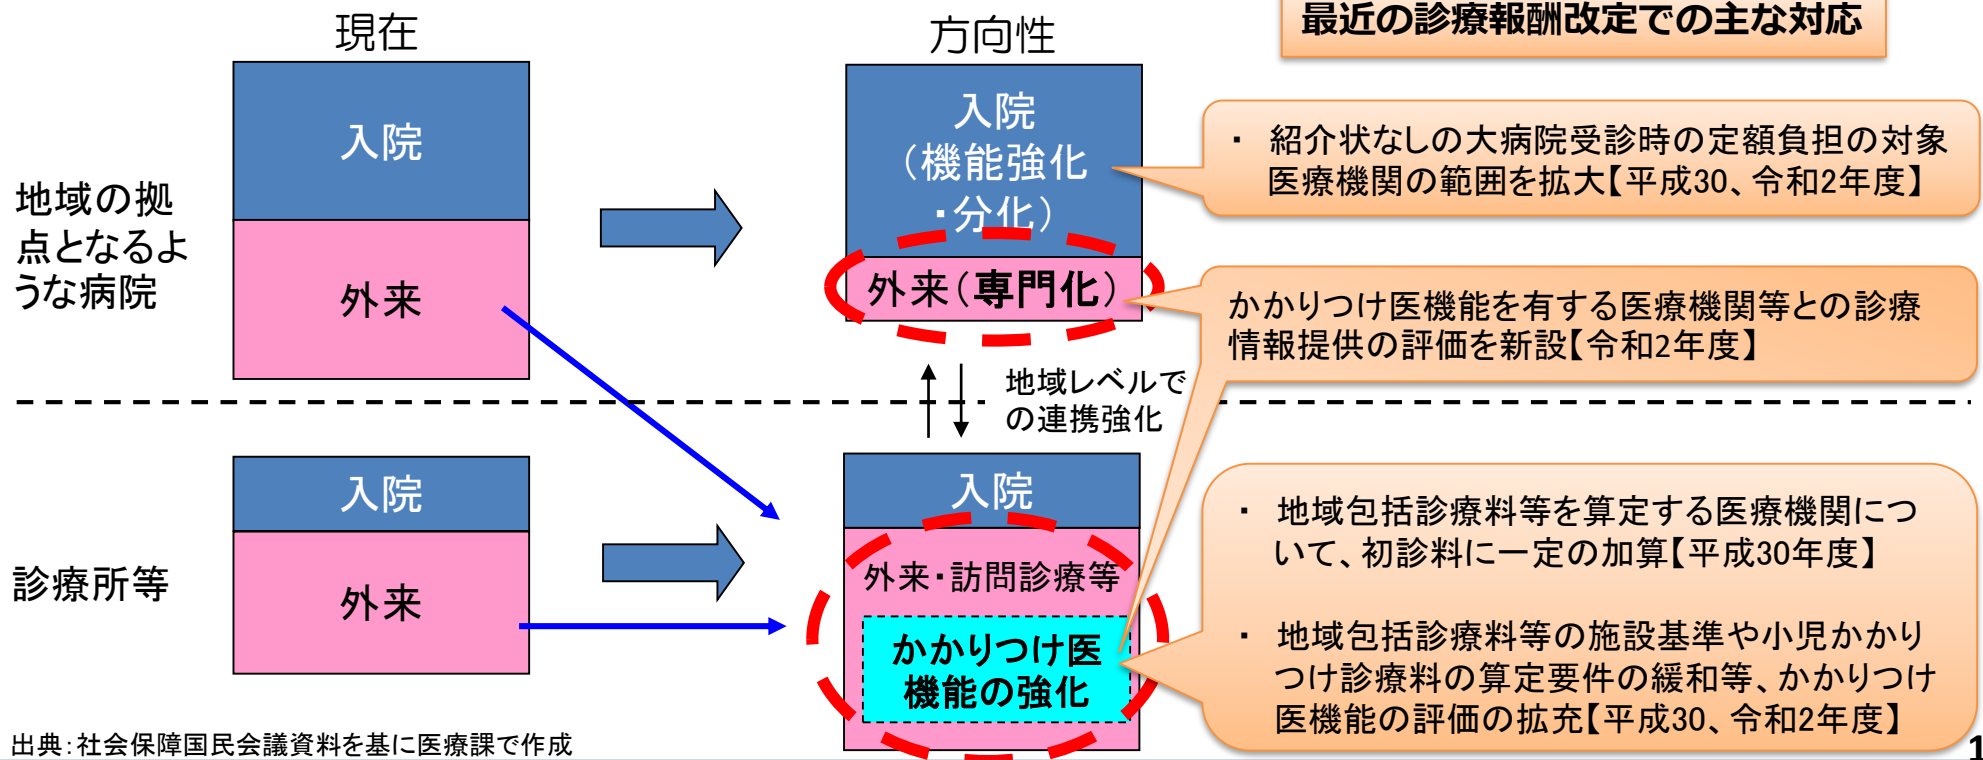 現在
方向性
最近の診療報酬改定での主な対応
地域の拠
点となるよ
うな病院
入院
外来
入院
（機能強化
・分化）
外来（専門化）
・ 紹介状なしの大病院受診時の定額負担の対象
医療機関の範囲を拡大【平成30、令和2年度】
かかりつけ医機能を有する医療機関等との診療
情報提供の評価を新設【令和2年度】
地域レベルで
の連携強化
診療所等
入院
外来
入院
外来・訪問診療等
かかりつけ医
機能の強化
・ 地域包括診療料等を算定する医療機関につ
いて、初診料に一定の加算【平成30年度】
・ 地域包括診療料等の施設基準や小児かかり
つけ診療料の算定要件の緩和等、かかりつけ
医機能の評価の拡充【平成30、令和2年度】
出典：社会保障国民会議資料を基に医療課で作成
1